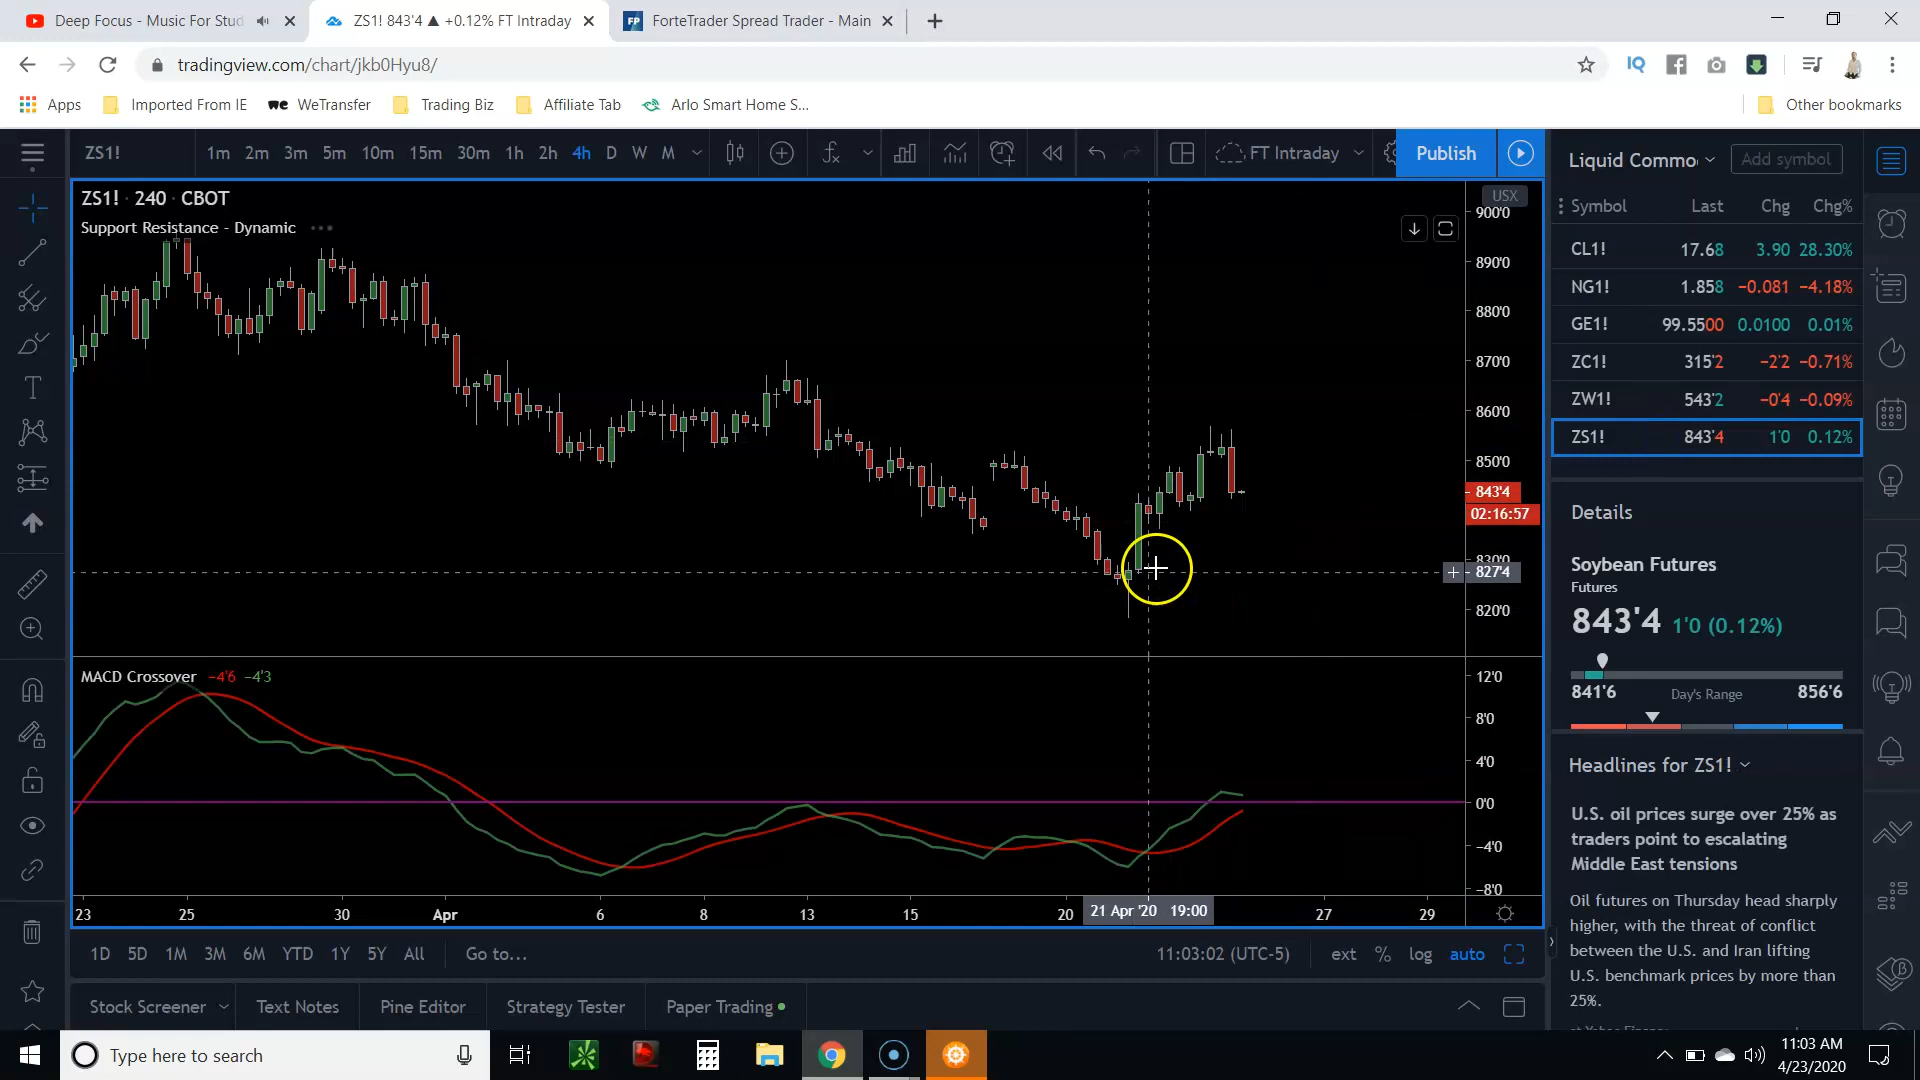 Deep Focus - Music For Stud
ZS1! 843'4 ▲ +0.12% FT Intraday
FP ForteTrader Spread Trader - Main
tradingview.com/chart/jkb0Hyu8/
IQ
Apps Imported From IE we WeTransfer Trading Biz Affiliate Tab Arlo Smart Home S... Other bookmarks
ZS1! 1m 2m 3m 5m 10m 15m 30m 1h 2h 4h D W M FT Intraday Publish
Liquid Commo Add symbol
ZS1! · 240 · CBOT
USX
Support Resistance - Dynamic
Symbol Last Chg Chg%
CL1! 17.68 3.90 28.30%
NG1! 1.858 −0.081 −4.18%
GE1! 99.5500 0.0100 0.01%
ZC1! 315'2 −2'2 −0.71%
ZW1! 543'2 −0'4 −0.09%
ZS1! 843'4 1'0 0.12%
900'0
890'0
880'0
870'0
860'0
850'0
843'4
02:16:57
830'0
827'4
820'0
Details
Soybean Futures
Futures
843'4 1'0 (0.12%)
841'6 Day's Range 856'6
MACD Crossover −4'6 −4'3
12'0
8'0
4'0
0'0
−4'0
−8'0
Headlines for ZS1!
U.S. oil prices surge over 25% as
traders point to escalating
Middle East tensions
Oil futures on Thursday head sharply
higher, with the threat of conflict
between the U.S. and Iran lifting
U.S. benchmark prices by more than
25%.
23 25 30 Apr 6 8 13 15 20 21 Apr '20 19:00 27 29
1D 5D 1M 3M 6M YTD 1Y 5Y All Go to... 11:03:02 (UTC-5) ext % log auto
Stock Screener Text Notes Pine Editor Strategy Tester Paper Trading
Type here to search
11:03 AM
4/23/2020